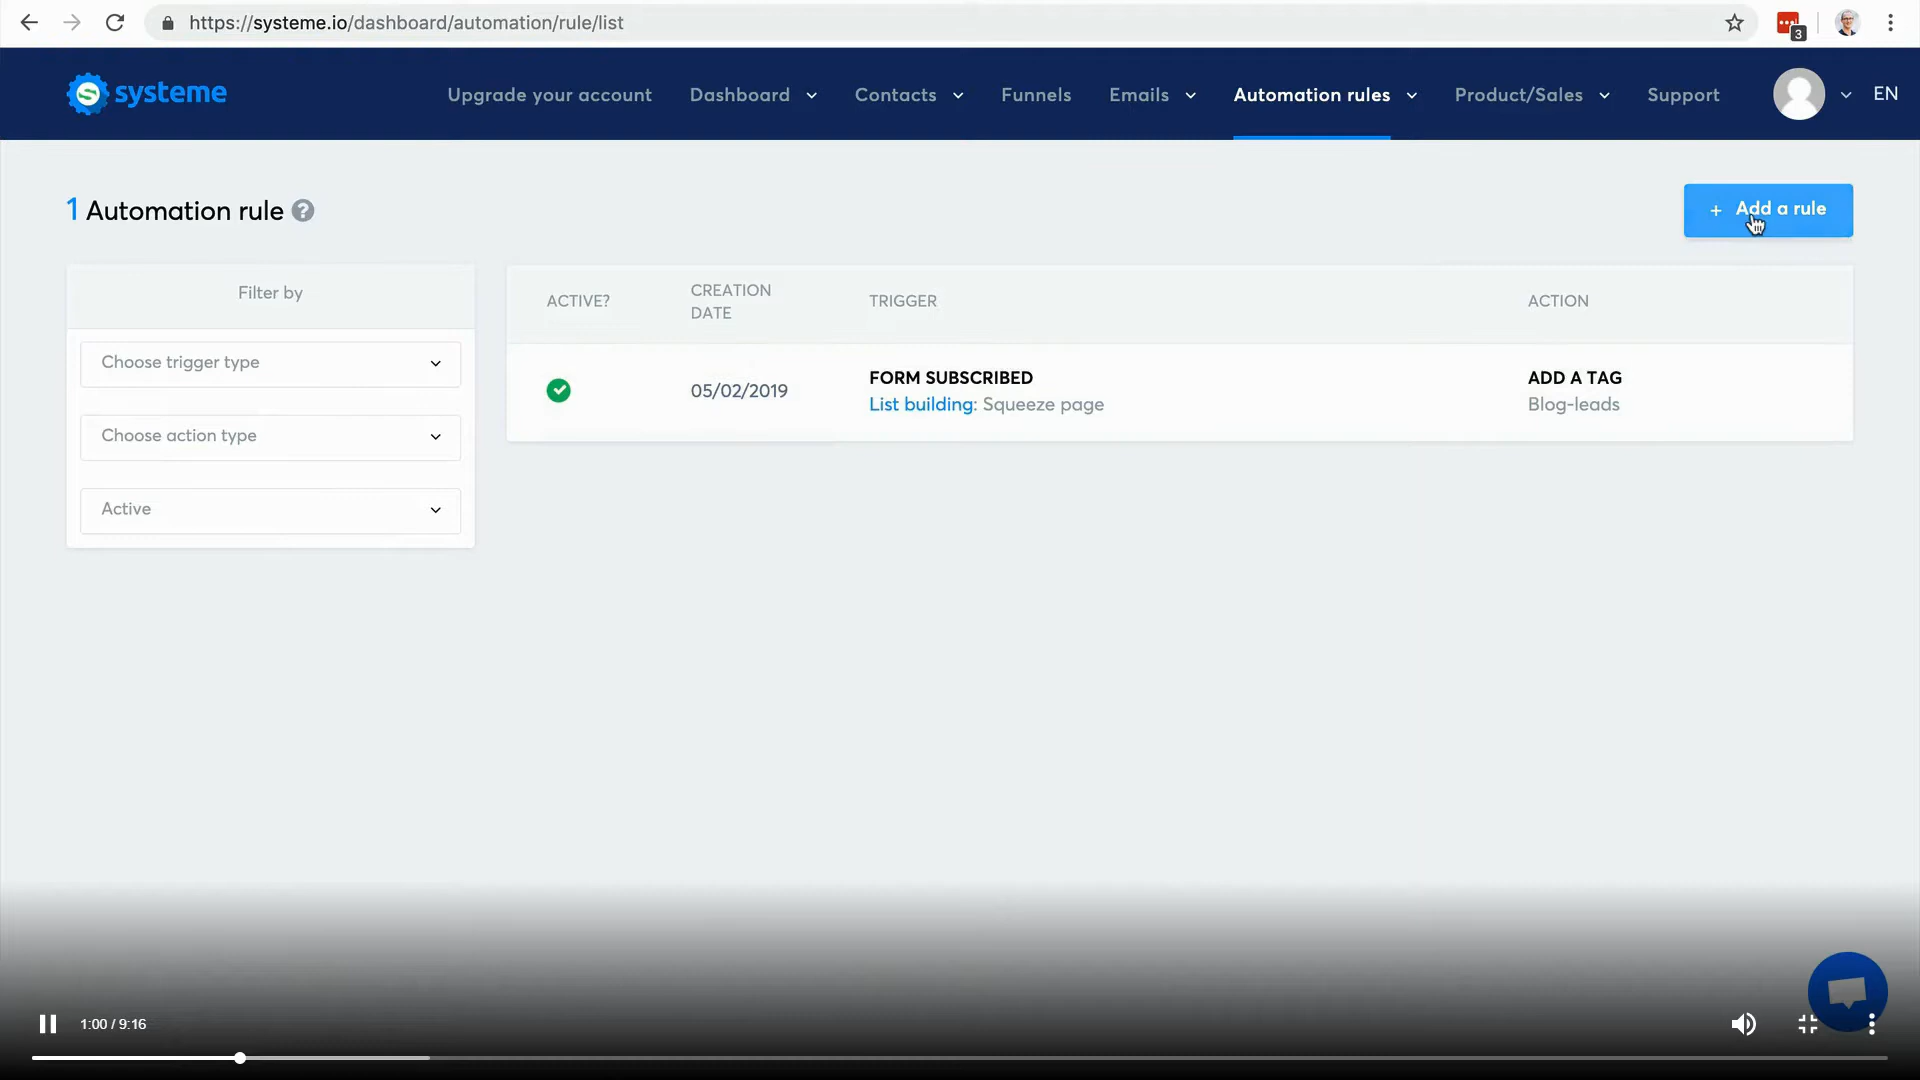 https://systeme.io/dashboard/automation/rule/list
3
systeme
Upgrade your account
Dashboard
Contacts
Funnels
Emails
Automation rules
Product/Sales
Support
EN
1 Automation rule ?
+ Add a rule
Filter by
Choose trigger type
Choose action type
Active
ACTIVE?
CREATION
DATE
TRIGGER
ACTION
05/02/2019
FORM SUBSCRIBED
List building: Squeeze page
ADD A TAG
Blog-leads
1:00 / 9:16